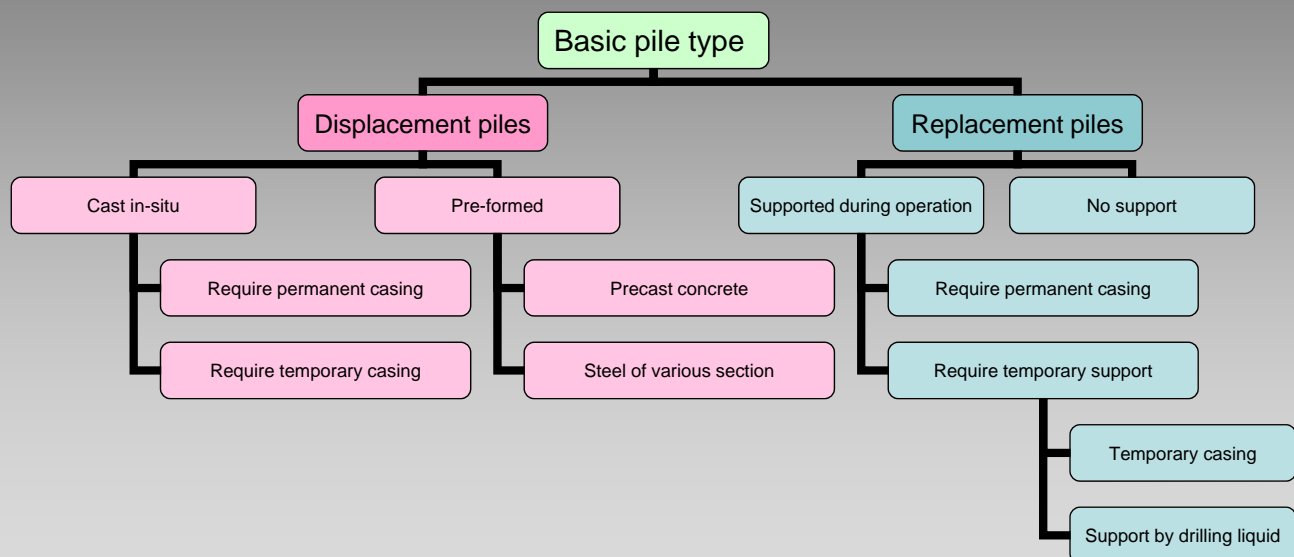 Basic pile type
Displacement piles
Replacement piles
Cast in-situ
Pre-formed
Supported during operation
No support
Require permanent casing
Precast concrete
Require permanent casing
Require temporary casing
Steel of various section
Require temporary support
Temporary casing
Support by drilling liquid